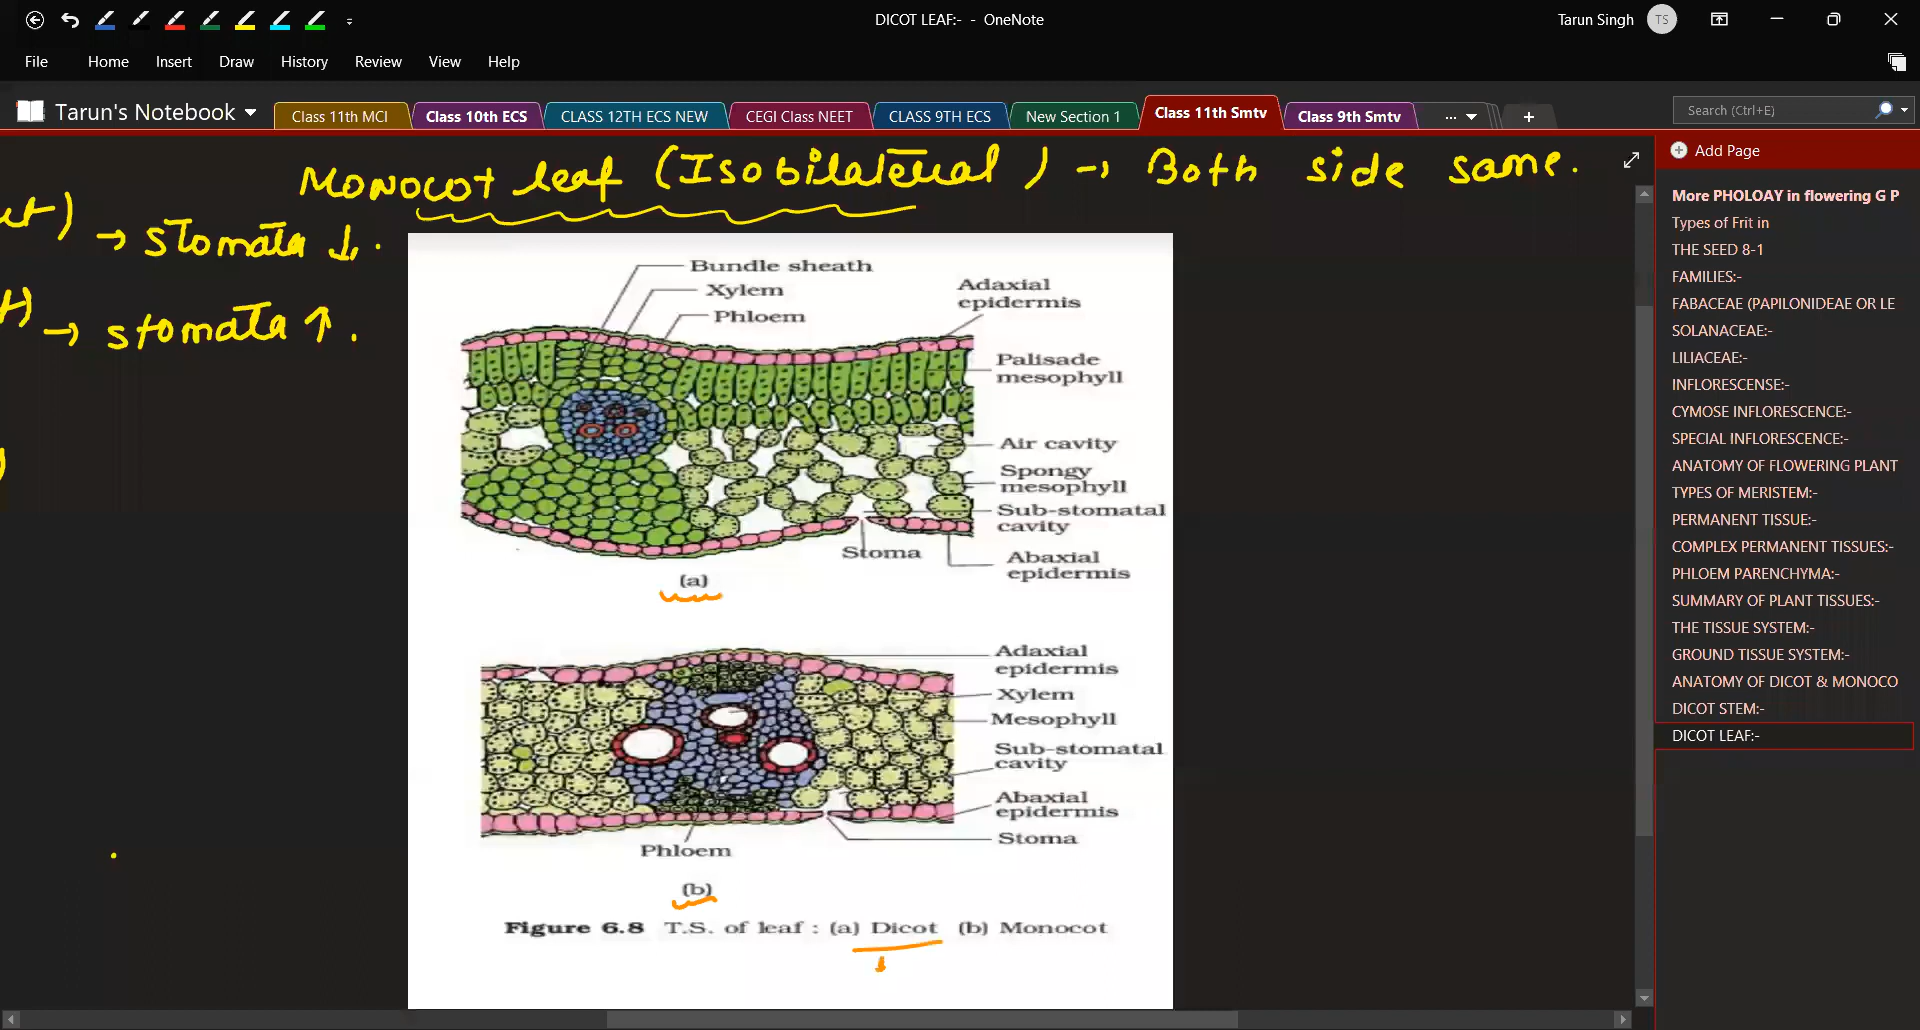 DICOT LEAF:- - OneNote
Tarun Singh TS
File Home Insert Draw History Review View Help
Tarun's Notebook
Class 11th MCI
Class 10th ECS
CLASS 12TH ECS NEW
CEGI Class NEET
CLASS 9TH ECS
New Section 1
Class 11th Smtv
Class 9th Smtv
...
+
Search (Ctrl+E)
Monocot leaf (Isobilateral) → Both side same.
→ stomata ↓.
→ stomata ↑.
Bundle sheath
Xylem
Phloem
Adaxial
epidermis
Palisade
mesophyll
Air cavity
Spongy
mesophyll
Sub-stomatal
cavity
Stoma
Abaxial
epidermis
(a)
Adaxial
epidermis
Xylem
Mesophyll
Sub-stomatal
cavity
Abaxial
epidermis
Stoma
Phloem
(b)
Figure 6.8 T.S. of leaf : (a) Dicot (b) Monocot
Add Page
More PHOLOAY in flowering G P
Types of Frit in
THE SEED 8-1
FAMILIES:-
FABACEAE (PAPILONIDEAE OR LE
SOLANACEAE:-
LILIACEAE:-
INFLORESCENSE:-
CYMOSE INFLORESCENCE:-
SPECIAL INFLORESCENCE:-
ANATOMY OF FLOWERING PLANT
TYPES OF MERISTEM:-
PERMANENT TISSUE:-
COMPLEX PERMANENT TISSUES:-
PHLOEM PARENCHYMA:-
SUMMARY OF PLANT TISSUES:-
THE TISSUE SYSTEM:-
GROUND TISSUE SYSTEM:-
ANATOMY OF DICOT & MONOCO
DICOT STEM:-
DICOT LEAF:-